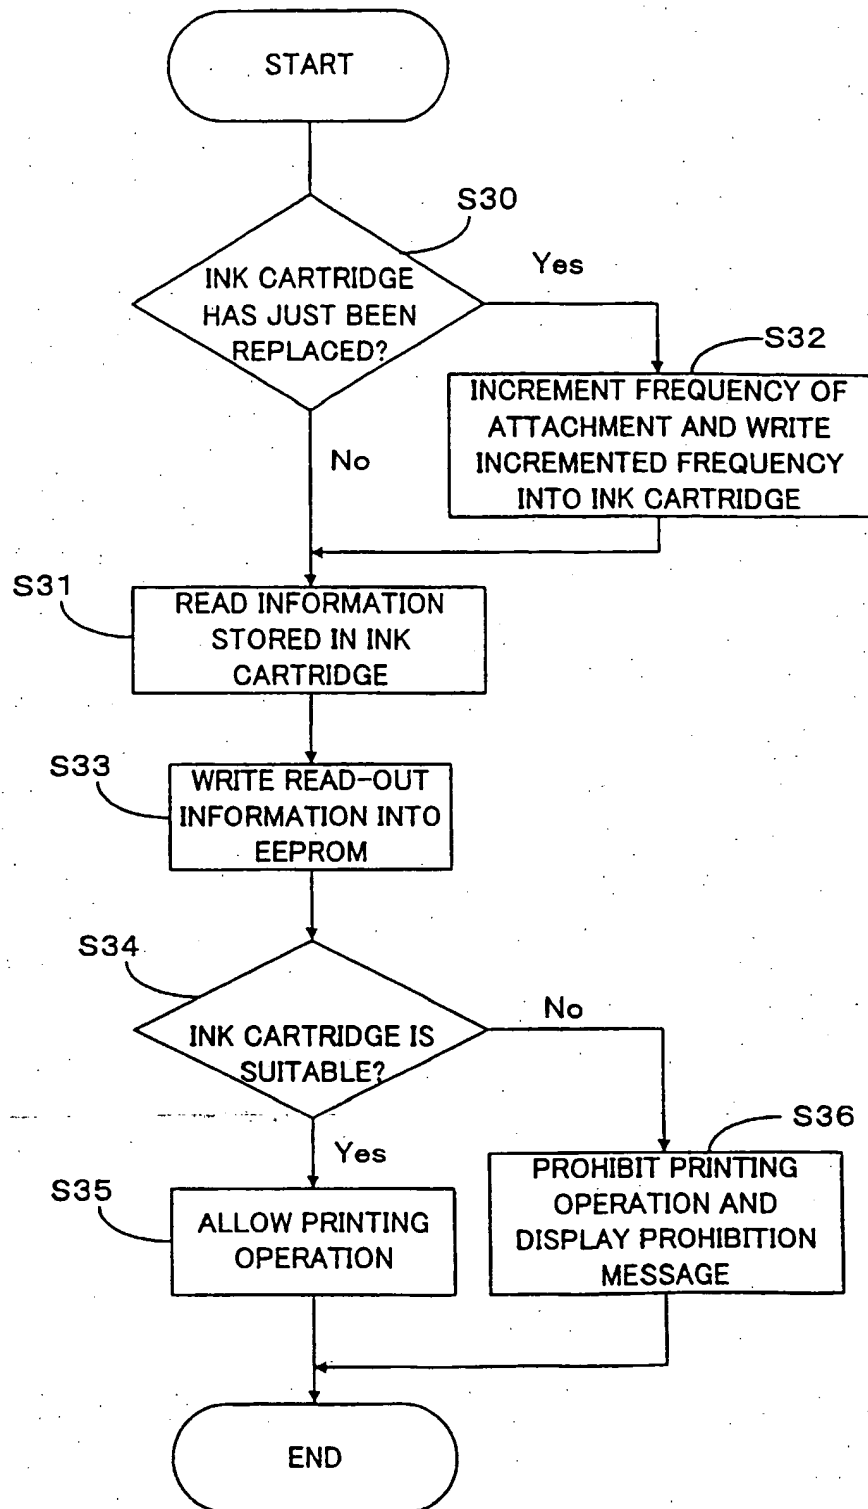 START
S30
INK CARTRIDGE
HAS JUST BEEN
REPLACED?
Yes
S32
INCREMENT FREQUENCY OF
ATTACHMENT AND WRITE
INCREMENTED FREQUENCY
INTO INK CARTRIDGE
No
S31
READ INFORMATION
STORED IN INK
CARTRIDGE
S33
WRITE READ-OUT
INFORMATION INTO
EEPROM
S34
INK CARTRIDGE IS
SUITABLE?
No
Yes
S36
PROHIBIT PRINTING
OPERATION AND
DISPLAY PROHIBITION
MESSAGE
S35
ALLOW PRINTING
OPERATION
END